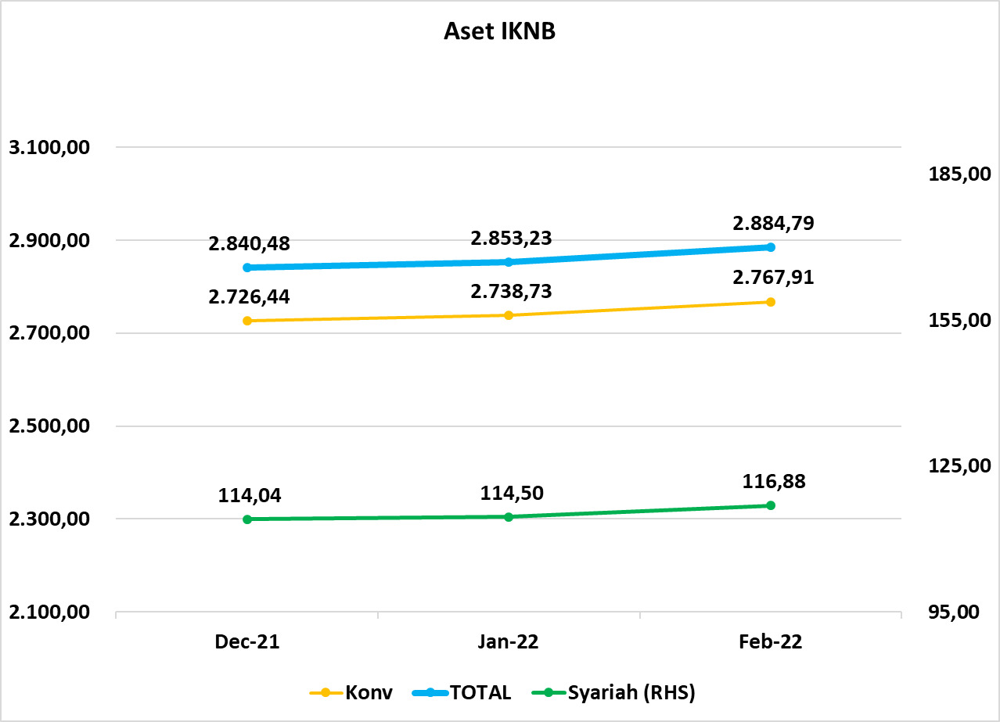 Aset IKNB
3.100,00
185,00
2.900,00
2.840,48
2.853,23
2.884,79
2.726,44
2.738,73
2.767,91
2.700,00
155,00
2.500,00
125,00
114,04
114,50
116,88
2.300,00
2.100,00
95,00
Dec-21
Jan-22
Feb-22
Konv
TOTAL
Syariah (RHS)